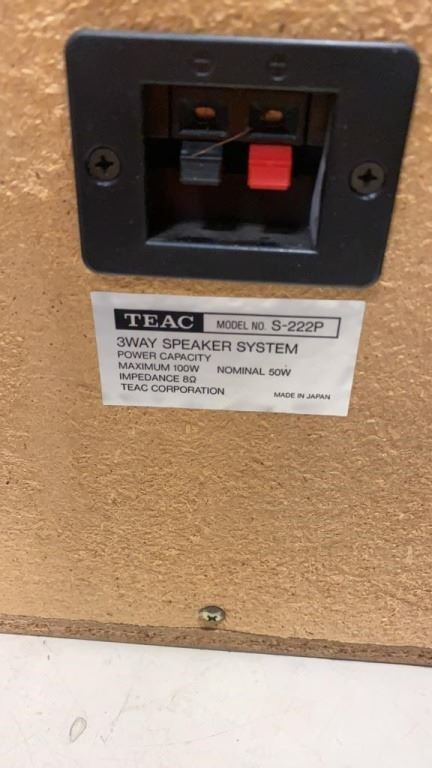 TEAC MODEL NO. S-222P
3WAY SPEAKER SYSTEM
POWER CAPACITY
MAXIMUM 100W NOMINAL 50W
IMPEDANCE 8Ω
TEAC CORPORATION MADE IN JAPAN